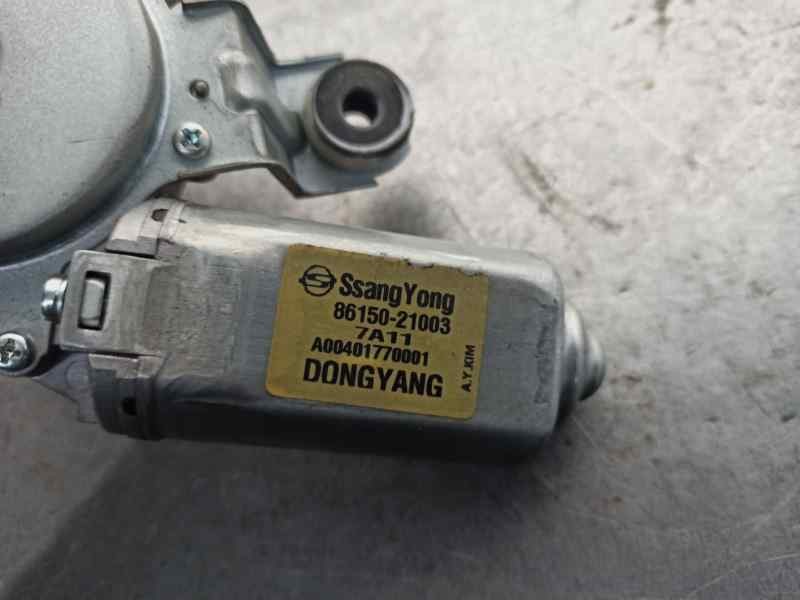 SsangYong
86150-21003
7A11
A00401770001
DONGYANG
A.Y.KIM